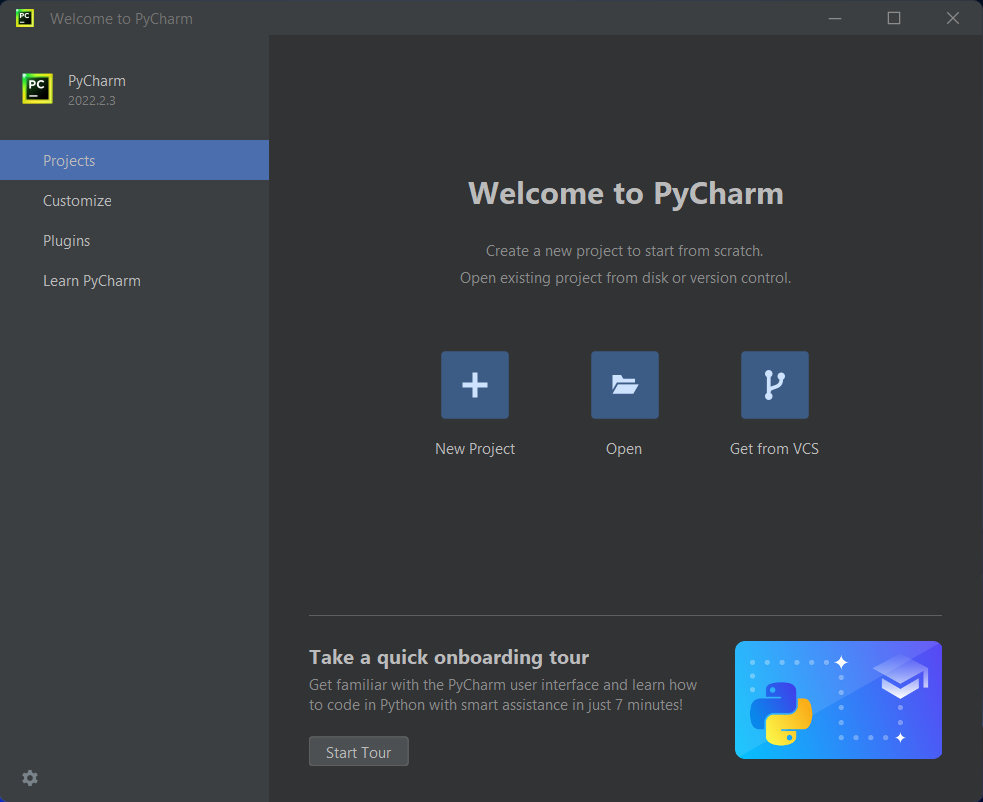 PC Welcome to PyCharm
PC PyCharm
2022.2.3
Projects
Customize
Plugins
Learn PyCharm
Welcome to PyCharm
Create a new project to start from scratch.
Open existing project from disk or version control.
New Project
Open
Get from VCS
Take a quick onboarding tour
Get familiar with the PyCharm user interface and learn how
to code in Python with smart assistance in just 7 minutes!
Start Tour